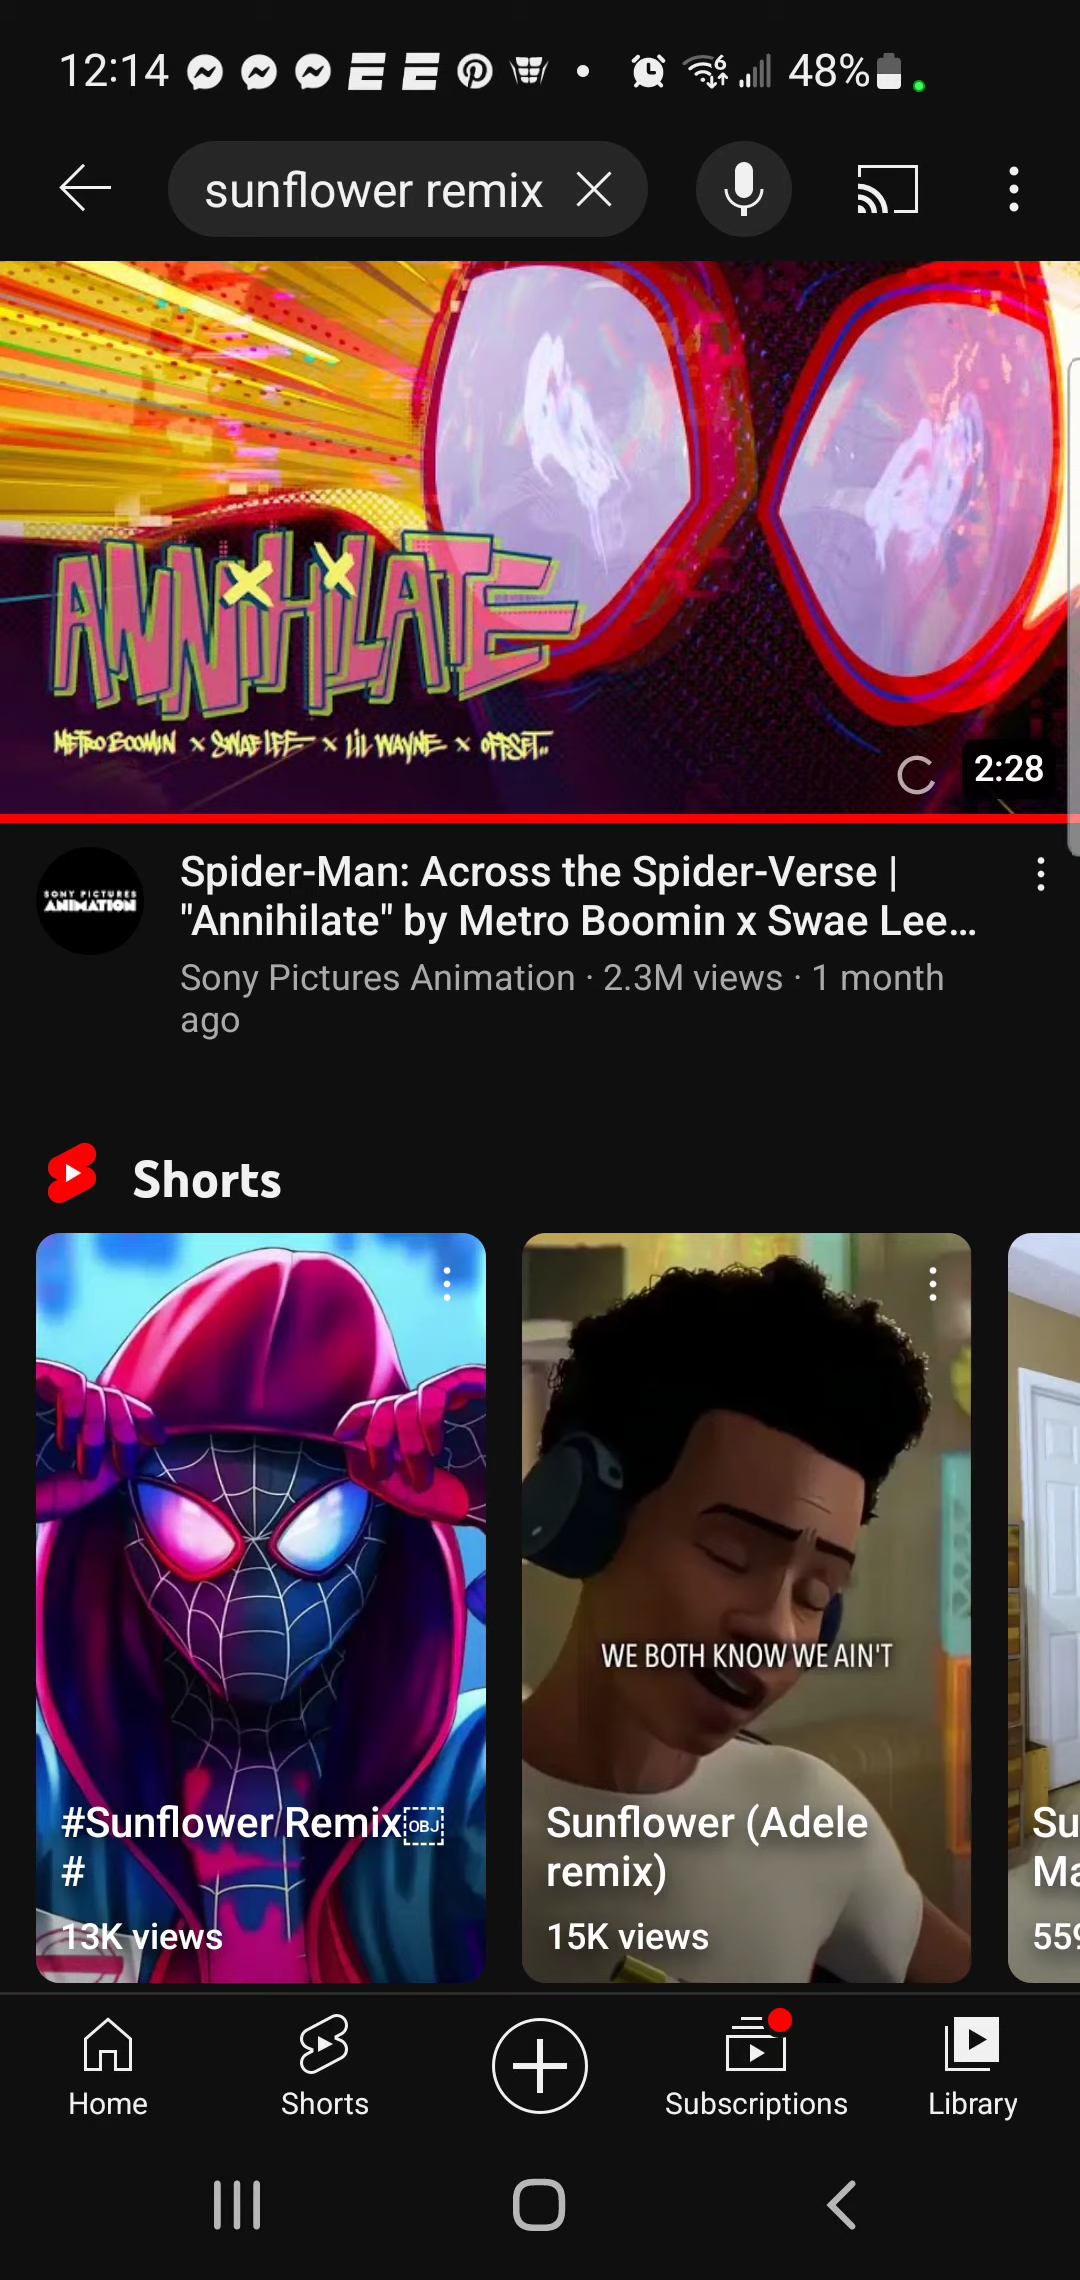 12:14
48%
sunflower remix
ANNIHILATE
METRO BOOMIN x SWAE LEE x LIL WAYNE x OFFSET..
2:28
SONY PICTURES
ANIMATION
Spider-Man: Across the Spider-Verse |
"Annihilate" by Metro Boomin x Swae Lee...
Sony Pictures Animation · 2.3M views · 1 month
ago
Shorts
WE BOTH KNOW WE AIN'T
#Sunflower Remix￼
#
13K views
Sunflower (Adele
remix)
15K views
Su
Ma
559
Home
Shorts
Subscriptions
Library